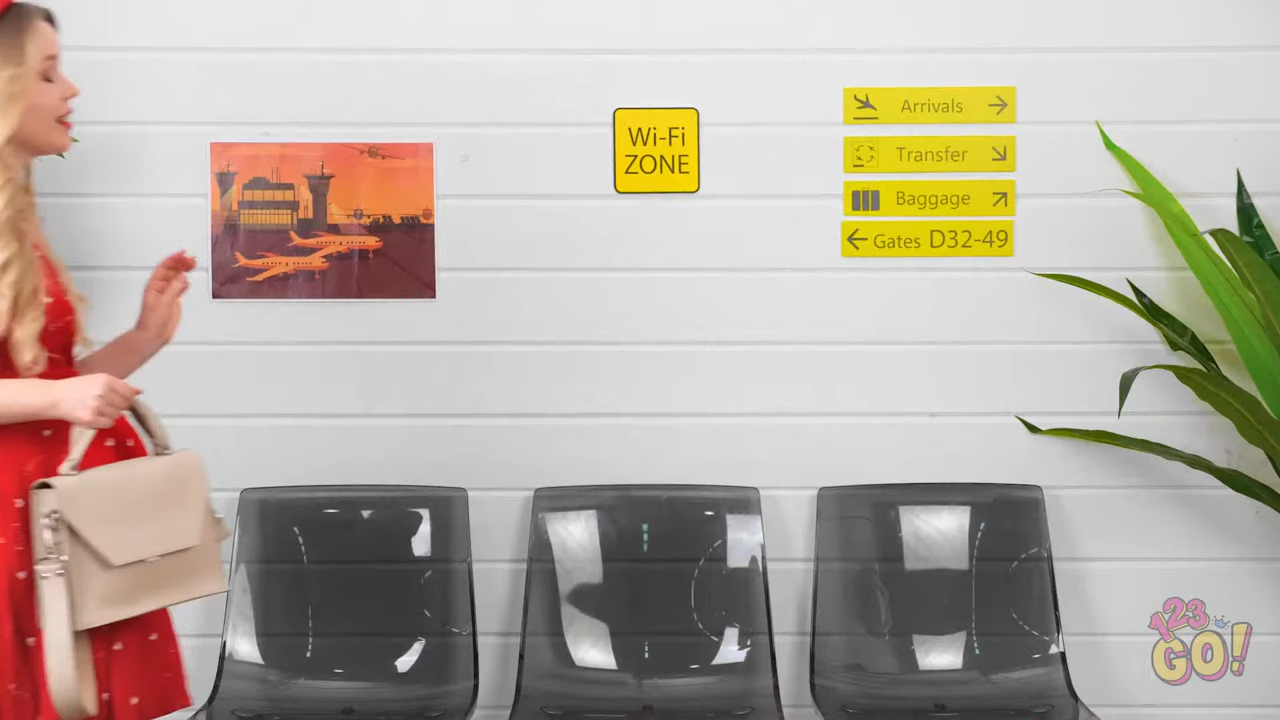 Wi-Fi
ZONE
Arrivals
Transfer
Baggage
Gates D32-49
123
GO!